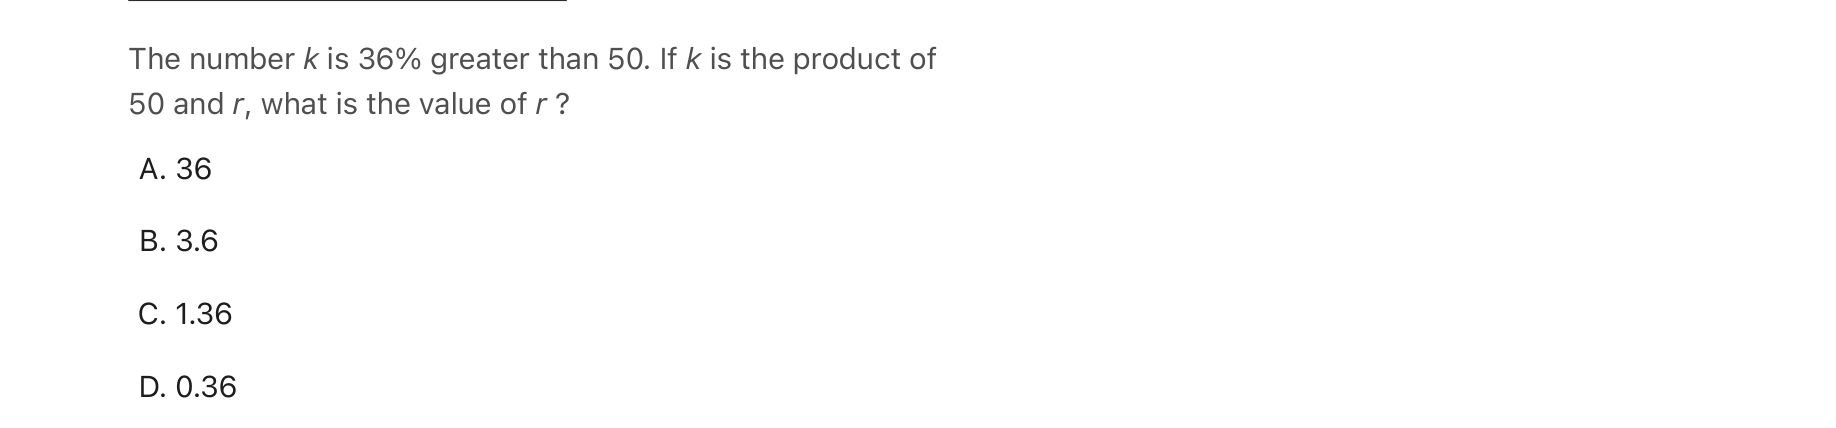 The number k is 36% greater than 50. If k is the product of
50 and r, what is the value of r ?
A. 36
B. 3.6
C. 1.36
D. 0.36